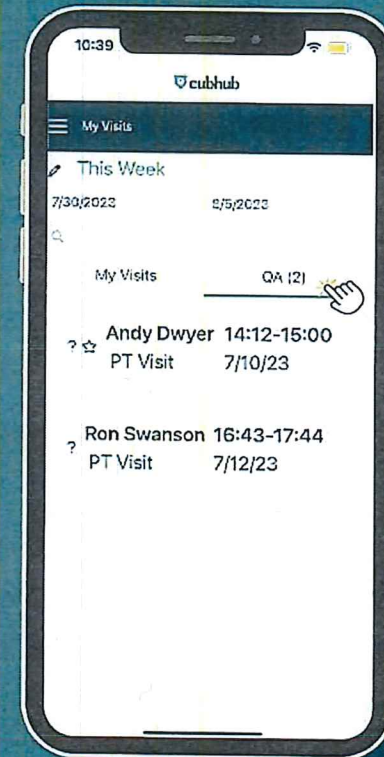 10:39
cubhub
My Visits
This Week
7/30/2023 8/5/2023
My Visits QA (2)
? Andy Dwyer 14:12-15:00
PT Visit 7/10/23
? Ron Swanson 16:43-17:44
PT Visit 7/12/23